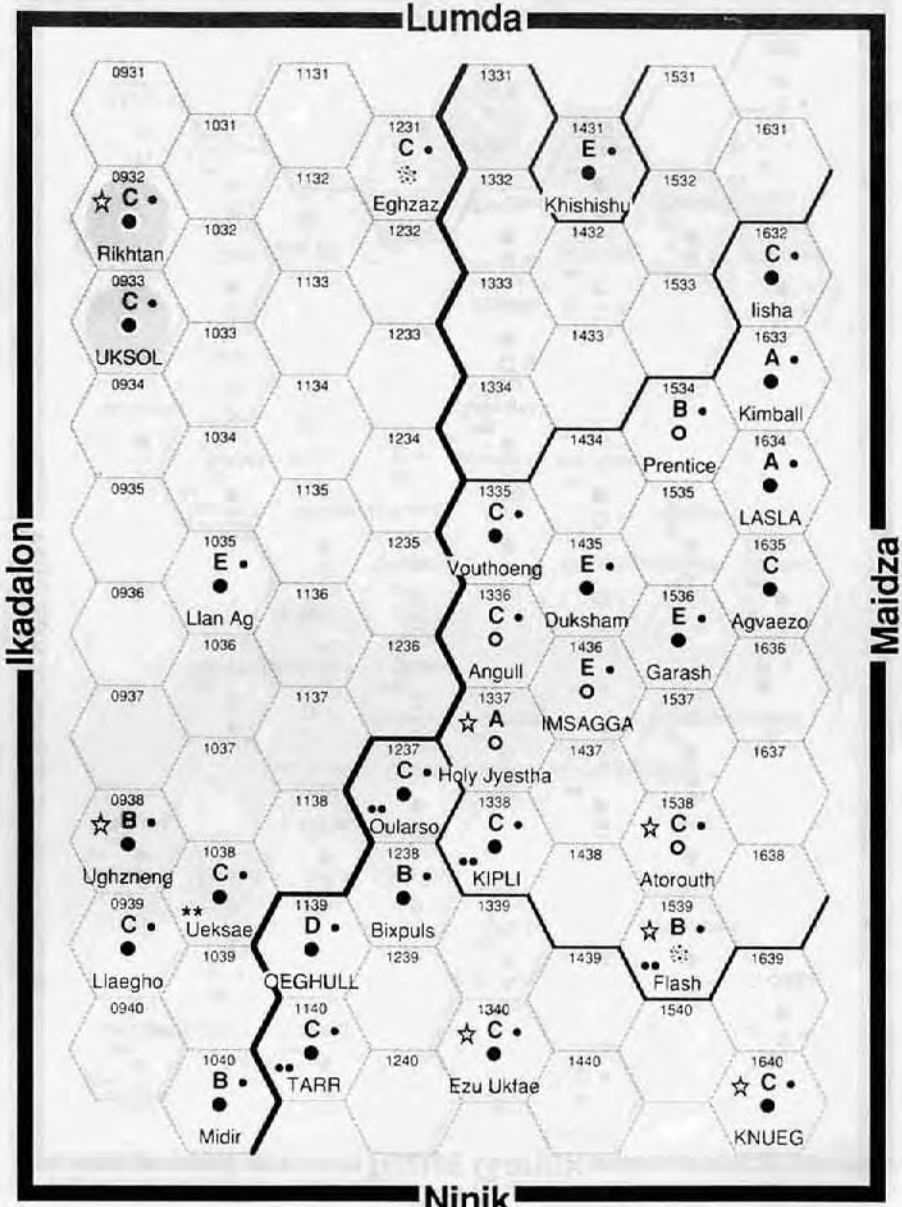 Lumda
Ikadalon
Maidza
0931
1131
1331
1531
1031
1231
C
Eghzaz
1431
E
Khishishu
1631
0932
C
Rikhtan
1132
1332
1532
1032
1232
1432
1632
C
Iisha
0933
C
UKSOL
1133
1333
1533
1033
1233
1433
1633
A
Kimball
0934
1134
1334
1534
B
Prentice
1034
1234
1434
1634
A
LASLA
0935
1135
1335
C
Vouthoeng
1535
1035
E
Llan Ag
1235
1435
E
Duksham
1635
C
Agvaezo
0936
1136
1336
C
Angull
1536
E
Garash
1036
1236
1436
E
IMSAGGA
1636
0937
1137
1337
A
Holy Jyestha
1537
1037
1237
C
Oularso
1437
1637
0938
B
Ughzneng
1138
1338
C
KIPLI
1538
C
Atorouth
1038
C
**
Ueksae
1238
B
Bixpuls
1438
1638
0939
C
Llaegho
1139
D
OEGHULL
1339
1539
B
Flash
1039
1239
1439
1639
0940
1140
C
TARR
1340
C
Ezu Ukfae
1540
1040
B
Midir
1240
1440
1640
C
KNUEG
Ninik